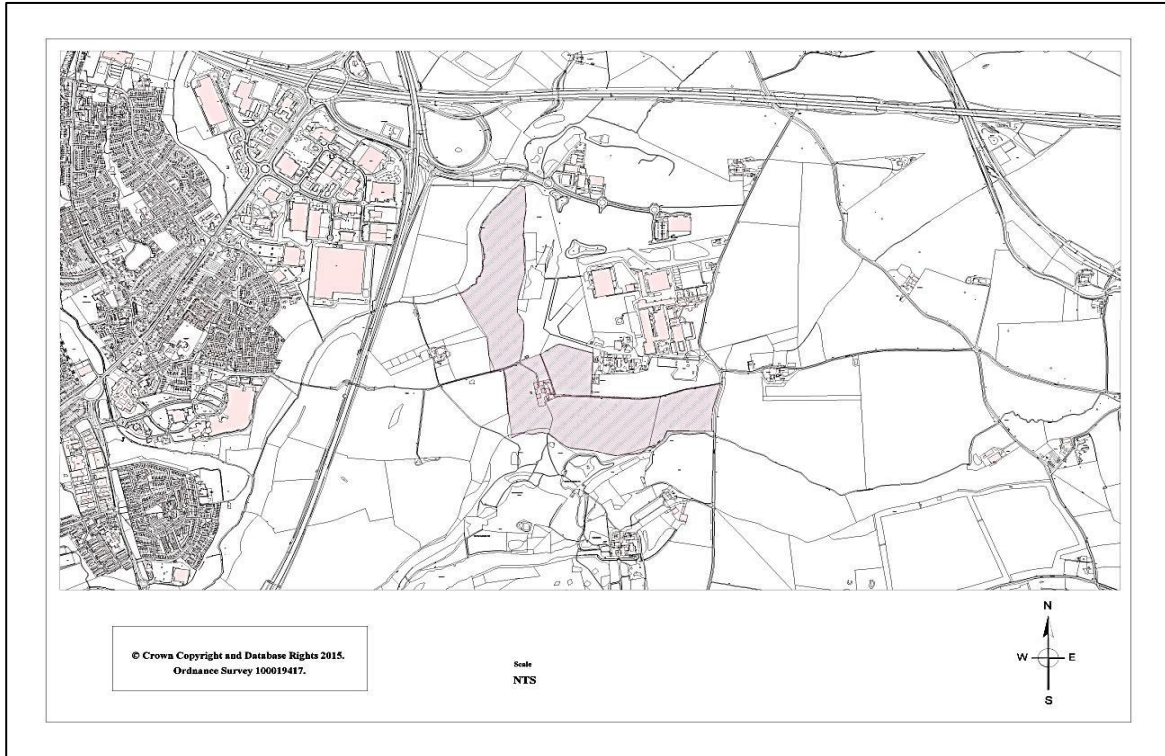 © Crown Copyright and Database Rights 2015.
Ordnance Survey 100019417.
Scale
NTS
N
W
E
S